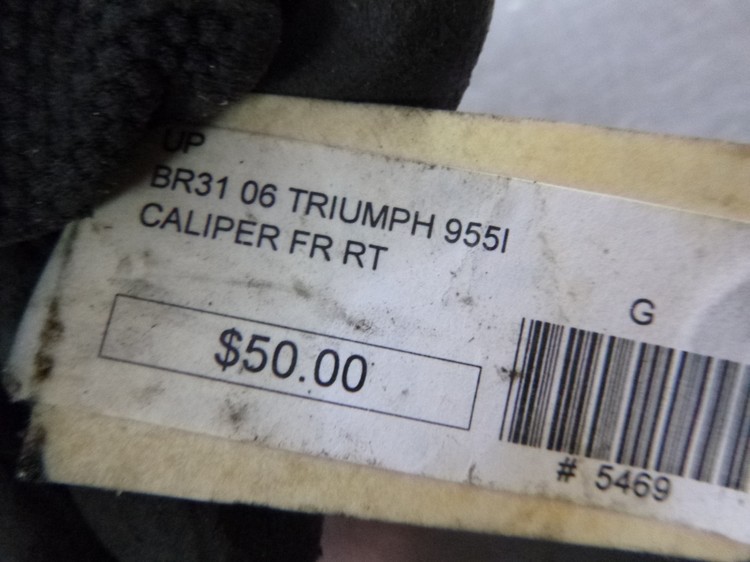 UP
BR31 06 TRIUMPH 955I
CALIPER FR RT
G
$50.00
# 5469